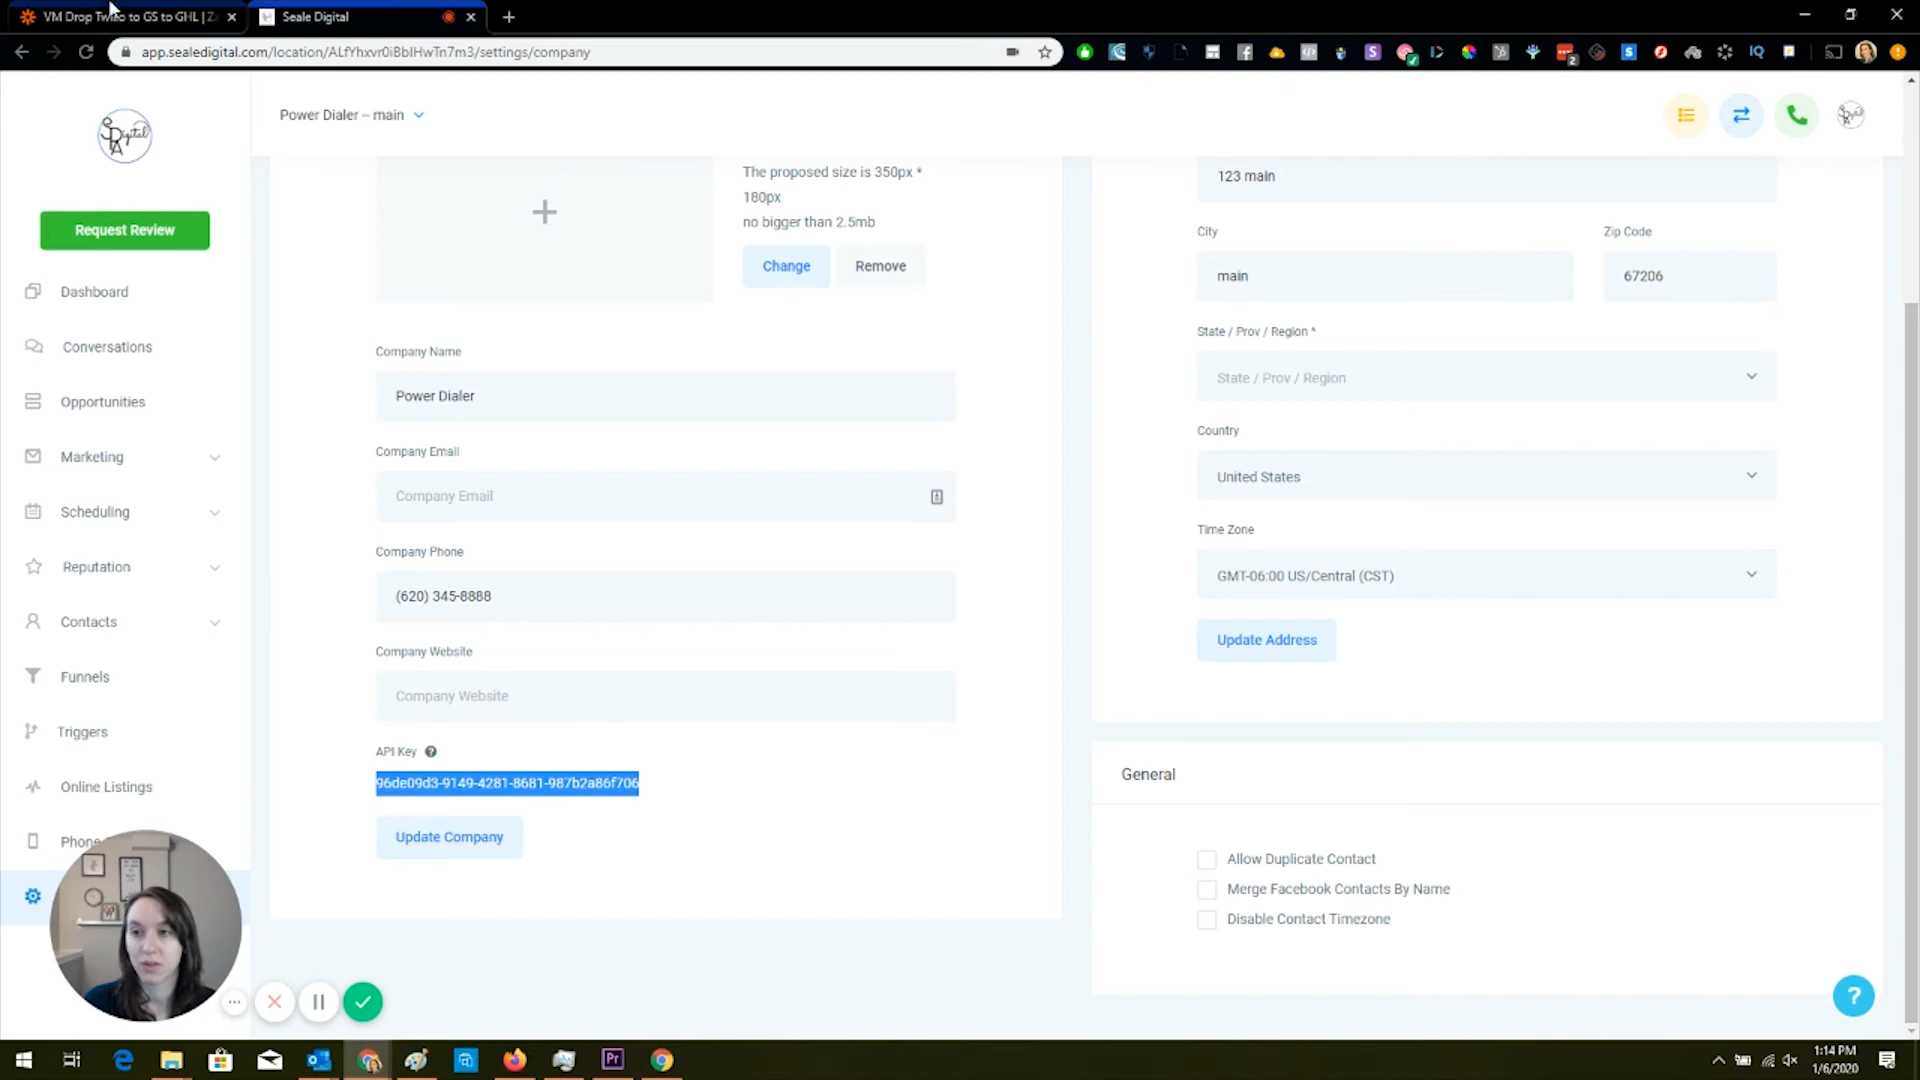 VM Drop Twilio to GS to GHL | Za
Seale Digital
app.sealedigital.com/location/ALfYhxvr0iBbIHwTn7m3/settings/company
Power Dialer – main
Request Review
Dashboard
Conversations
Opportunities
Marketing
Scheduling
Reputation
Contacts
Funnels
Triggers
Online Listings
Phone
The proposed size is 350px *
180px
no bigger than 2.5mb
Change
Remove
Company Name
Power Dialer
Company Email
Company Email
Company Phone
(620) 345-8888
Company Website
Company Website
API Key
96de09d3-9149-4281-8681-987b2a86f706
Update Company
123 main
City
Zip Code
main
67206
State / Prov / Region *
State / Prov / Region
Country
United States
Time Zone
GMT-06:00 US/Central (CST)
Update Address
General
Allow Duplicate Contact
Merge Facebook Contacts By Name
Disable Contact Timezone
1:14 PM
1/6/2020